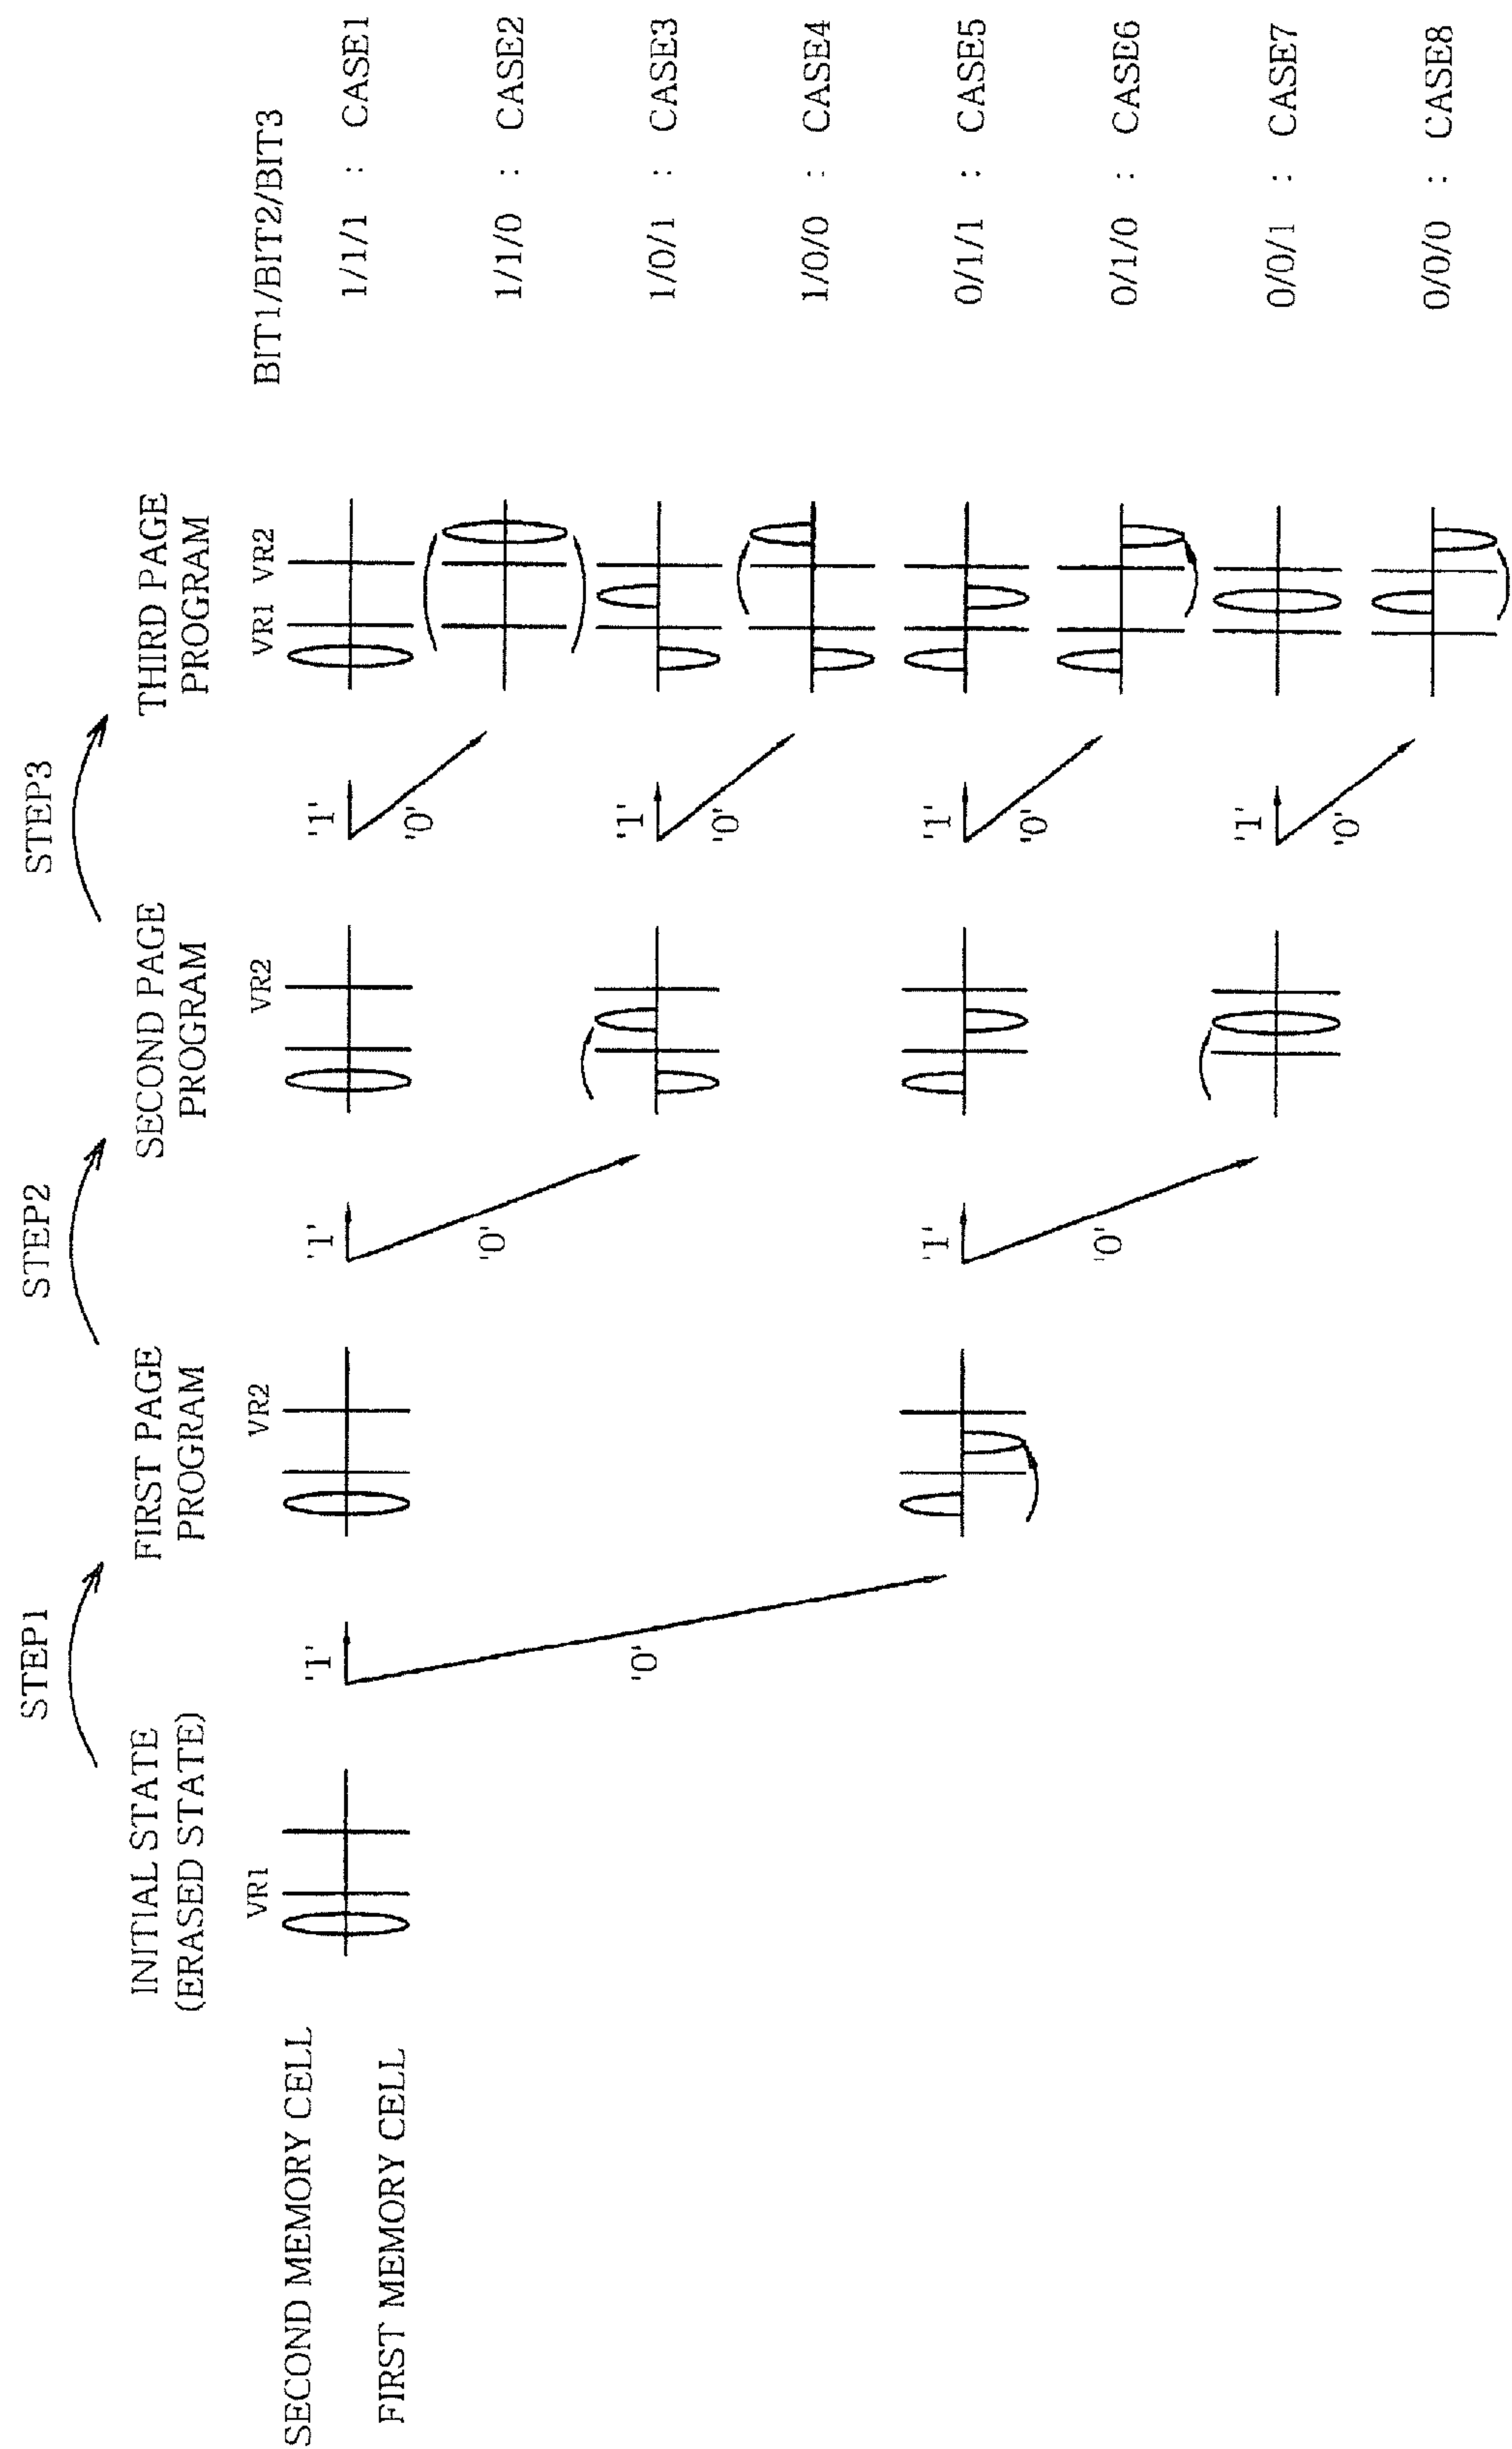 STEP1
STEP2
STEP3
INITIAL STATE
(ERASED STATE)
FIRST PAGE
PROGRAM
SECOND PAGE
PROGRAM
THIRD PAGE
PROGRAM
VR1
VR2
VR2
VR1 VR2
BIT1/BIT2/BIT3
SECOND MEMORY CELL
FIRST MEMORY CELL
'1'
'1'
'1'
1/1/1 : CASE1
'0'
1/1/0 : CASE2
'0'
'1'
1/0/1 : CASE3
'0'
'0'
1/0/0 : CASE4
'1'
'1'
0/1/1 : CASE5
'0'
0/1/0 : CASE6
'0'
'1'
0/0/1 : CASE7
'0'
0/0/0 : CASE8